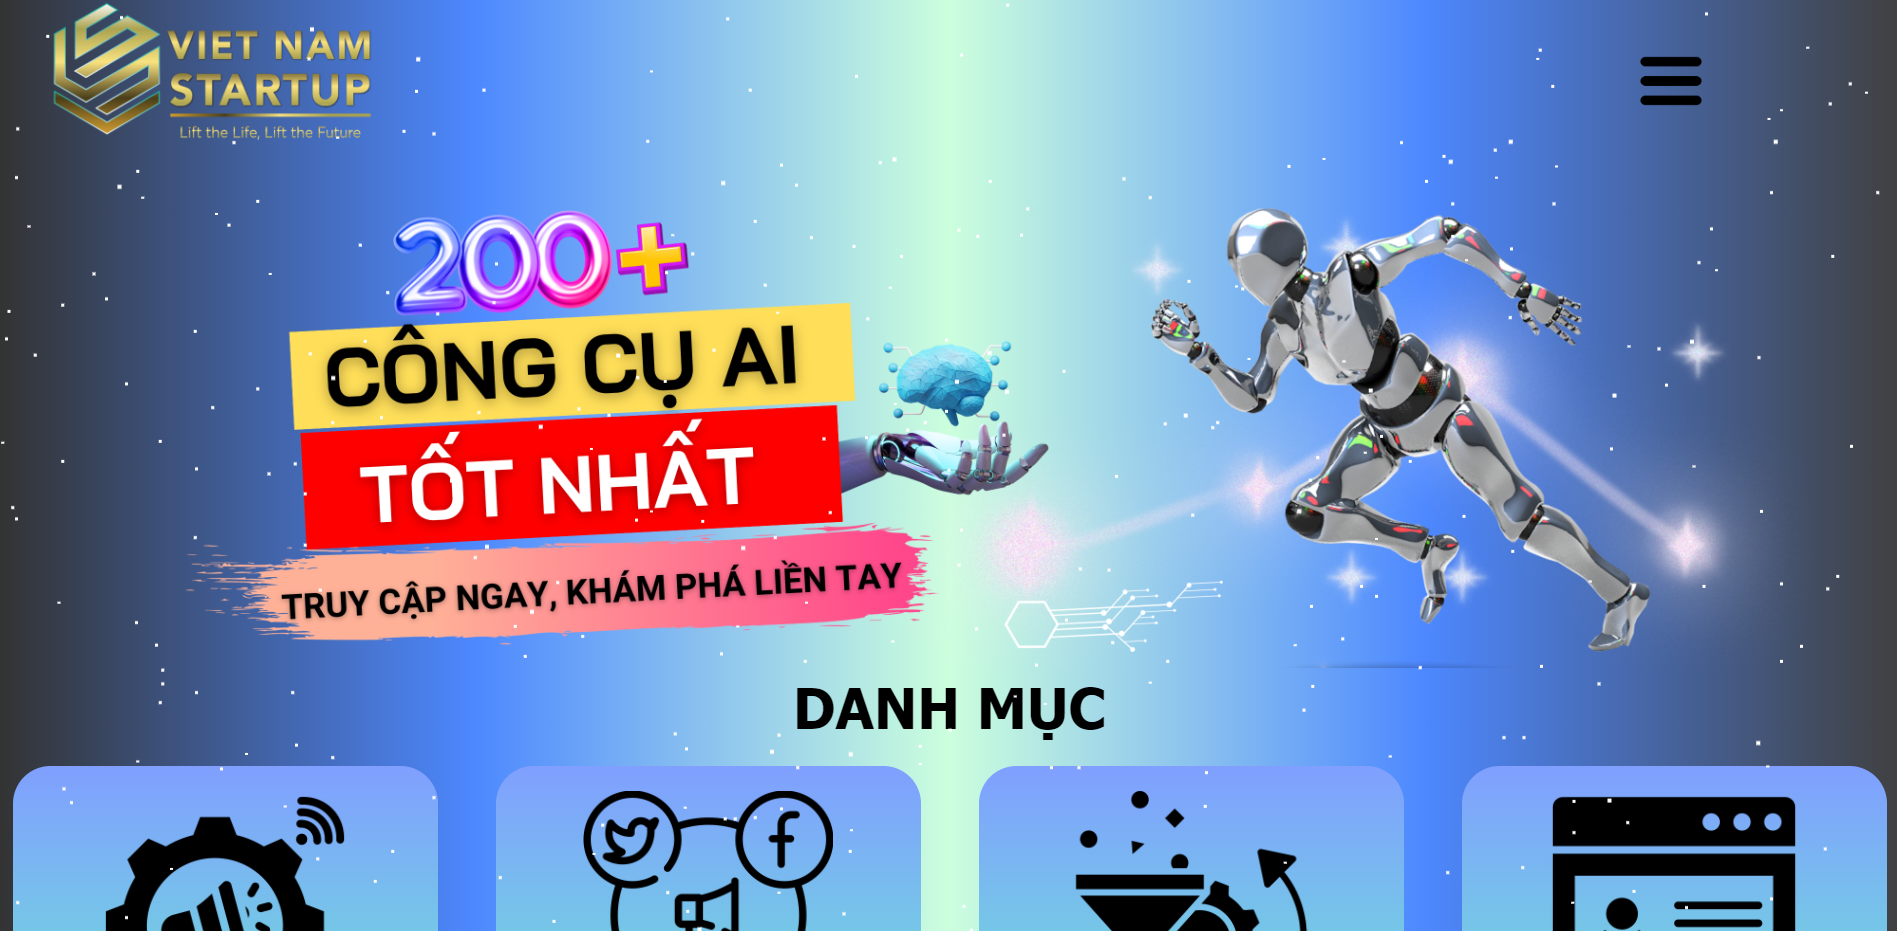 VIET NAM
STARTUP
Lift the Life, Lift the Future
200+
CÔNG CỤ AI
TỐT NHẤT
TRUY CẬP NGAY, KHÁM PHÁ LIỀN TAY
DANH MỤC